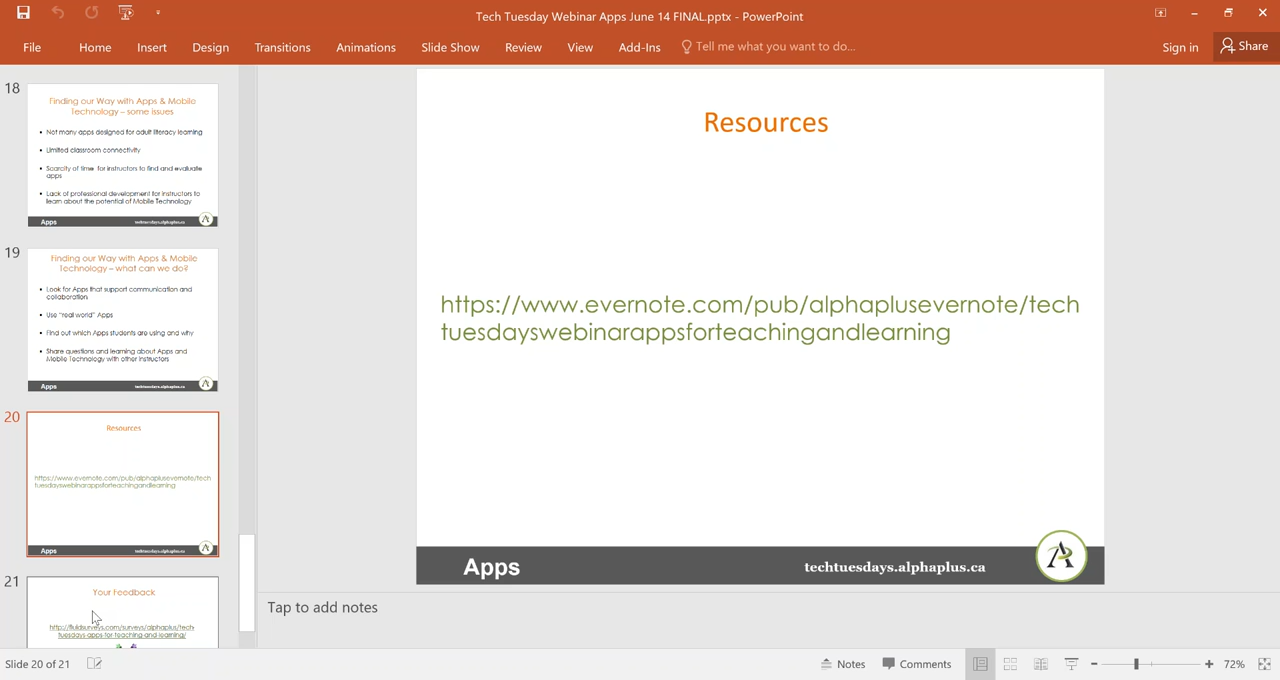 Tech Tuesday Webinar Apps June 14 FINAL.pptx - PowerPoint
File Home Insert Design Transitions Animations Slide Show Review View Add-Ins Tell me what you want to do... Sign in Share
18
Finding our Way with Apps & Mobile
Technology – some issues
• Not many apps designed for adult literacy learning
• Limited classroom connectivity
• Scarcity of time for instructors to find and evaluate
apps
• Lack of professional development for instructors to
learn about the potential of Mobile Technology
Apps techtuesdays.alphaplus.ca
19
Finding our Way with Apps & Mobile
Technology – what can we do?
• Look for Apps that support communication and
collaboration
• Use "real world" Apps
• Find out which Apps students are using and why
• Share questions and learning about Apps and
Mobile Technology with other instructors
Apps techtuesdays.alphaplus.ca
20
Resources
https://www.evernote.com/pub/alphaplusevernote/tech
tuesdayswebinarappsforteachingandlearning
Apps techtuesdays.alphaplus.ca
21
Your Feedback
http://fluidsurveys.com/surveys/alphaplus/tech
tuesdays-apps-for-teaching-and-learning/
Resources
https://www.evernote.com/pub/alphaplusevernote/tech
tuesdayswebinarappsforteachingandlearning
Apps techtuesdays.alphaplus.ca
Tap to add notes
Slide 20 of 21 Notes Comments 72%